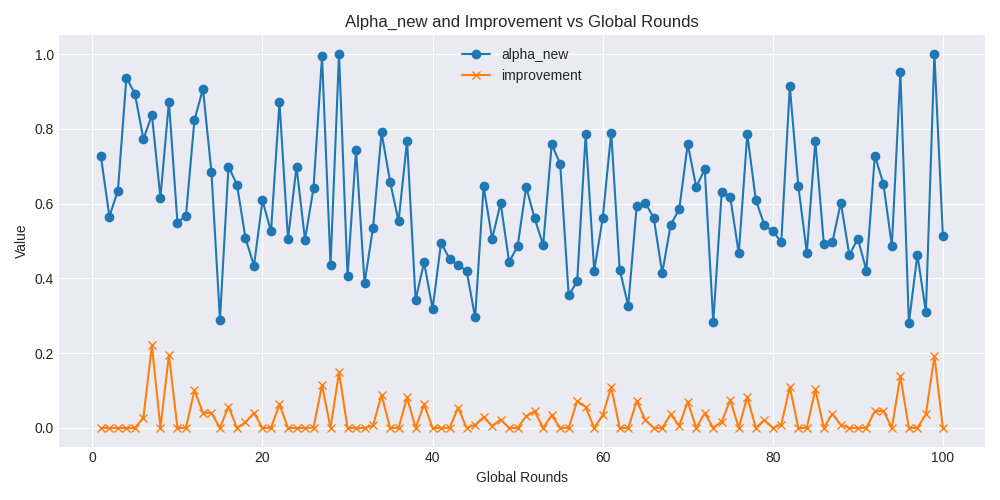 Alpha_new and Improvement vs Global Rounds
alpha_new
improvement
Value
1.0
0.8
0.6
0.4
0.2
0.0
0
20
40
60
80
100
Global Rounds